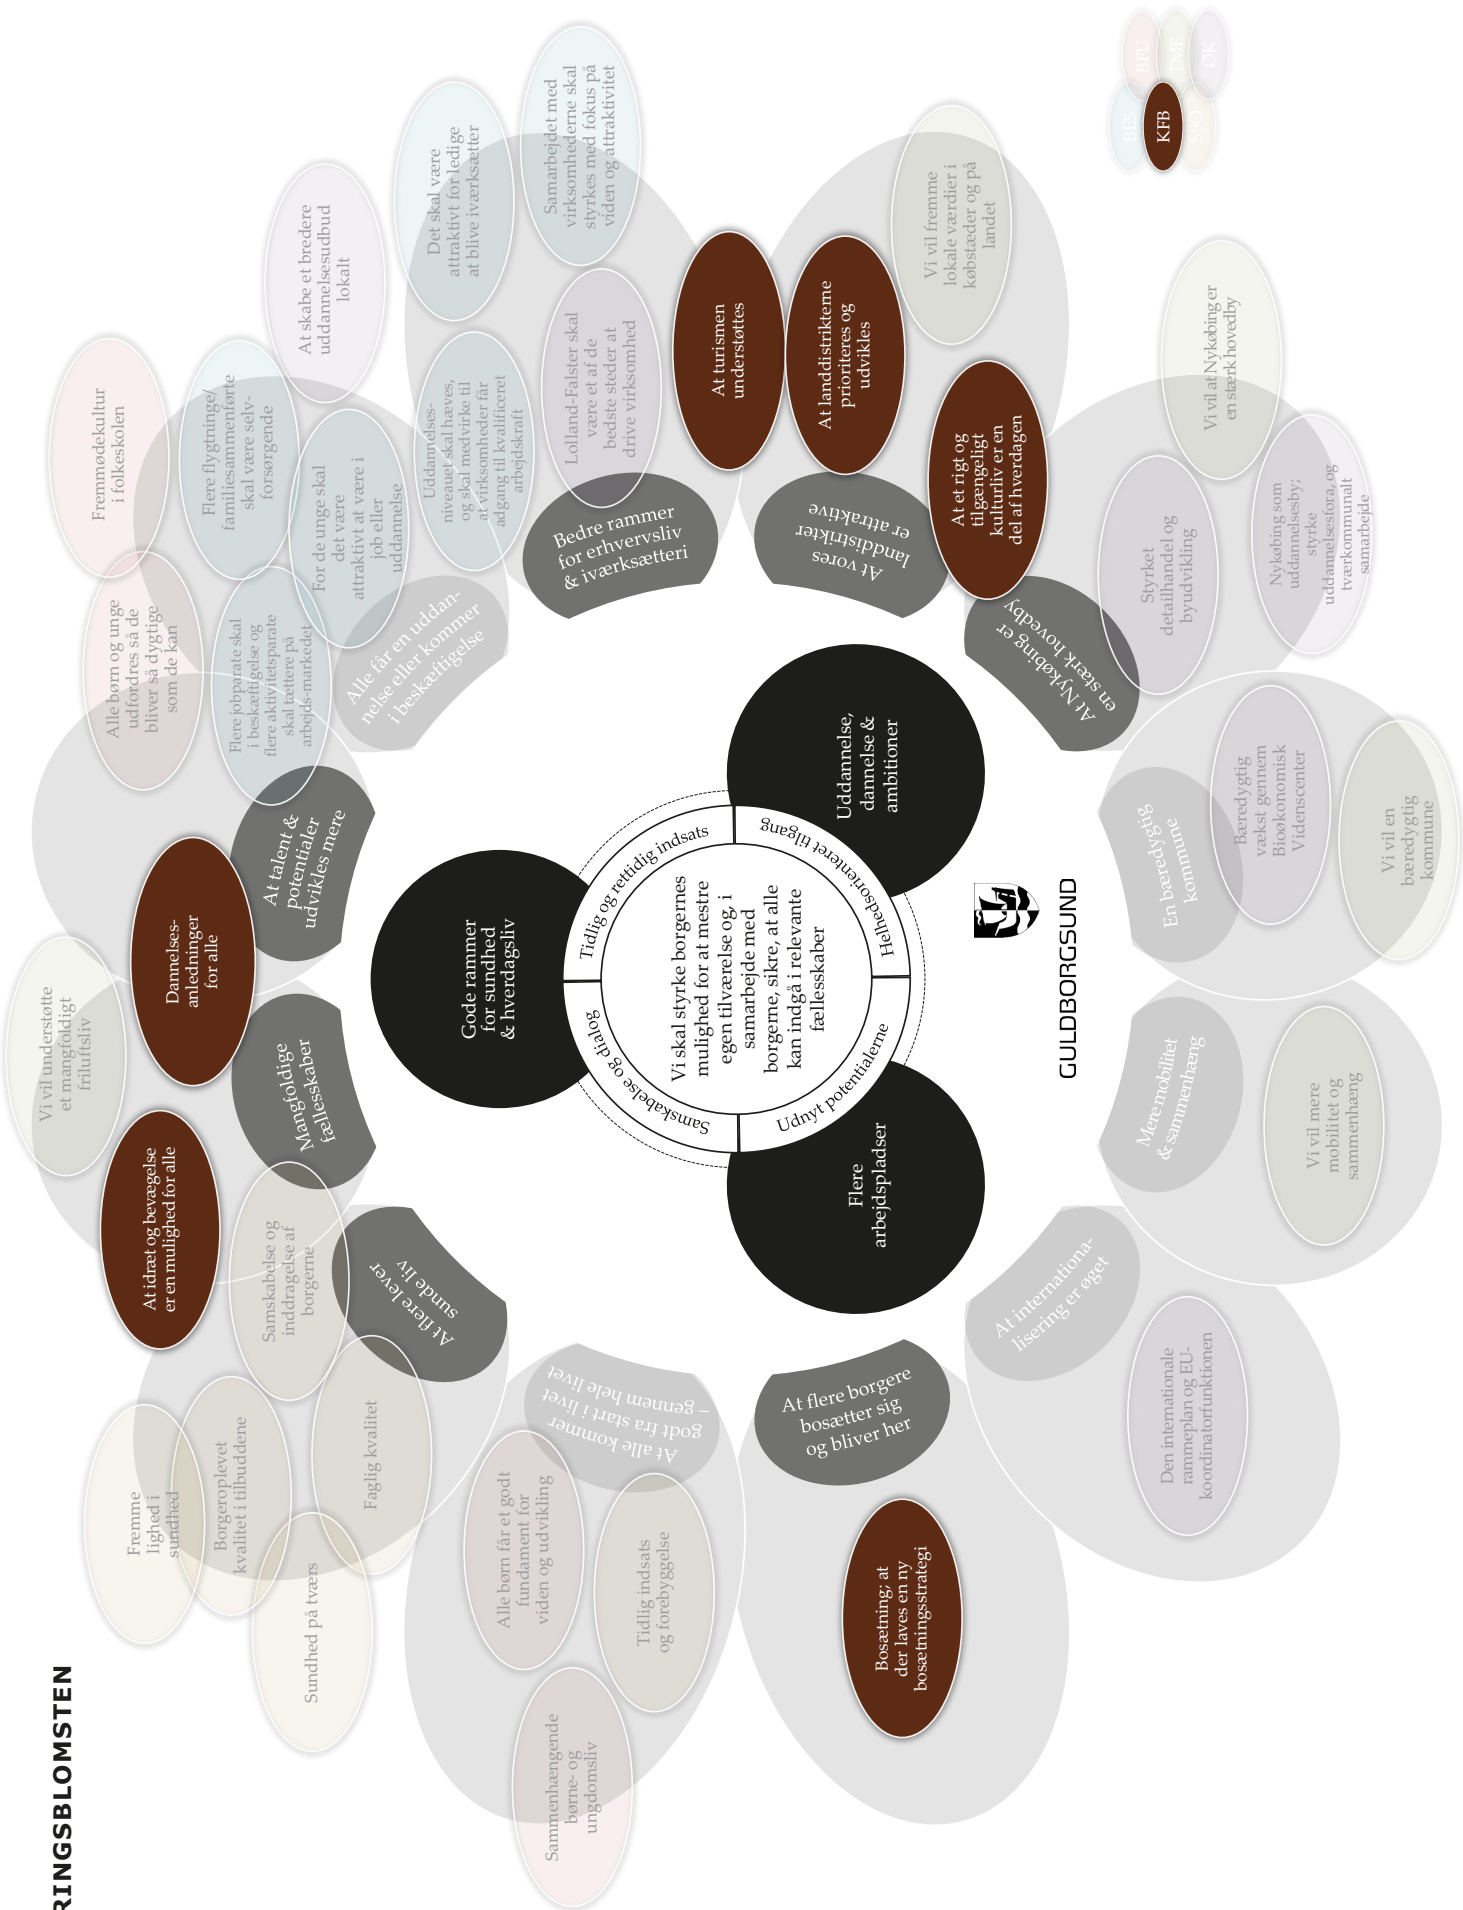 RINGSBLOMSTEN
Vi skal styrke borgernes
mulighed for at mestre
egen tilværelse og, i
samarbejde med
borgerne, sikre, at alle
kan indgå i relevante
fællesskaber
Tidlig og rettidig indsats
Helhedsorienteret tilgang
Udnyt potentialerne
Samskabelse og dialog
Gode rammer
for sundhed
& hverdagsliv
Uddannelse,
dannelse &
ambitioner
Flere
arbejdspladser
Mangfoldige
fællesskaber
At talent &
potentialer
udvikles mere
Alle får en uddan-
nelse eller kommer
i beskæftigelse
Bedre rammer
for erhvervsliv
& iværksætteri
At vores
landdistrikter
er attraktive
At Nykøbing er
en stærk hovedby
En bæredygtig
kommune
Mere mobilitet
& sammenhæng
At internationa-
lisering er øget
At flere borgere
bosætter sig
og bliver her
At alle kommer
godt fra start i livet
– gennem hele livet
At flere lever
sunde liv
Vi vil understøtte
et mangfoldigt
friluftsliv
Dannelses-
anledninger
for alle
At idræt og bevægelse
er en mulighed for alle
Samskabelse og
inddragelse af
borgerne
Fremme
lighed i
sundhed
Borgeroplevet
kvalitet i tilbuddene
Faglig kvalitet
Sundhed på tværs
Alle børn får et godt
fundament for
viden og udvikling
Tidlig indsats
og forebyggelse
Sammenhængende
børne- og
ungdomsliv
Bosætning; at
der laves en ny
bosætningsstrategi
Den internationale
rammeplan og EU-
koordinatorfunktionen
Vi vil mere
mobilitet og
sammenhæng
Vi vil en
bæredygtig
kommune
Bæredygtig
vækst gennem
Bioøkonomisk
Videnscenter
Nykøbing som
uddannelsesby;
styrke
uddannelsesfora, og
tværkommunalt
samarbejde
Styrket
detailhandel og
byudvikling
Vi vil at Nykøbing er
en stærk hovedby
At et rigt og
tilgængeligt
kulturliv er en
del af hverdagen
Vi vil fremme
lokale værdier i
købstæder og på
landet
At landdistrikterne
prioriteres og
udvikles
At turismen
understøttes
Lolland-Falster skal
være et af de
bedste steder at
drive virksomhed
Samarbejdet med
virksomhederne skal
styrkes med fokus på
viden og attraktivitet
Det skal være
attraktivt for ledige
at blive iværksætter
Uddannelses-
niveauet skal hæves,
og skal medvirke til
at virksomheder får
adgang til kvalificeret
arbejdskraft
At skabe et bredere
uddannelsesudbud
lokalt
For de unge skal
det være
attraktivt at være i
job eller
uddannelse
Flere flygtninge/
familiesammenførte
skal være selv-
forsørgende
Fremmødekultur
i folkeskolen
Alle børn og unge
udfordres så de
bliver så dygtige
som de kan
Flere jobparate skal
i beskæftigelse og
flere aktivitetsparate
skal tættere på
arbejds-markedet
GULDBORGSUND
BES
BFU
KFB
TME
SSO
ØK